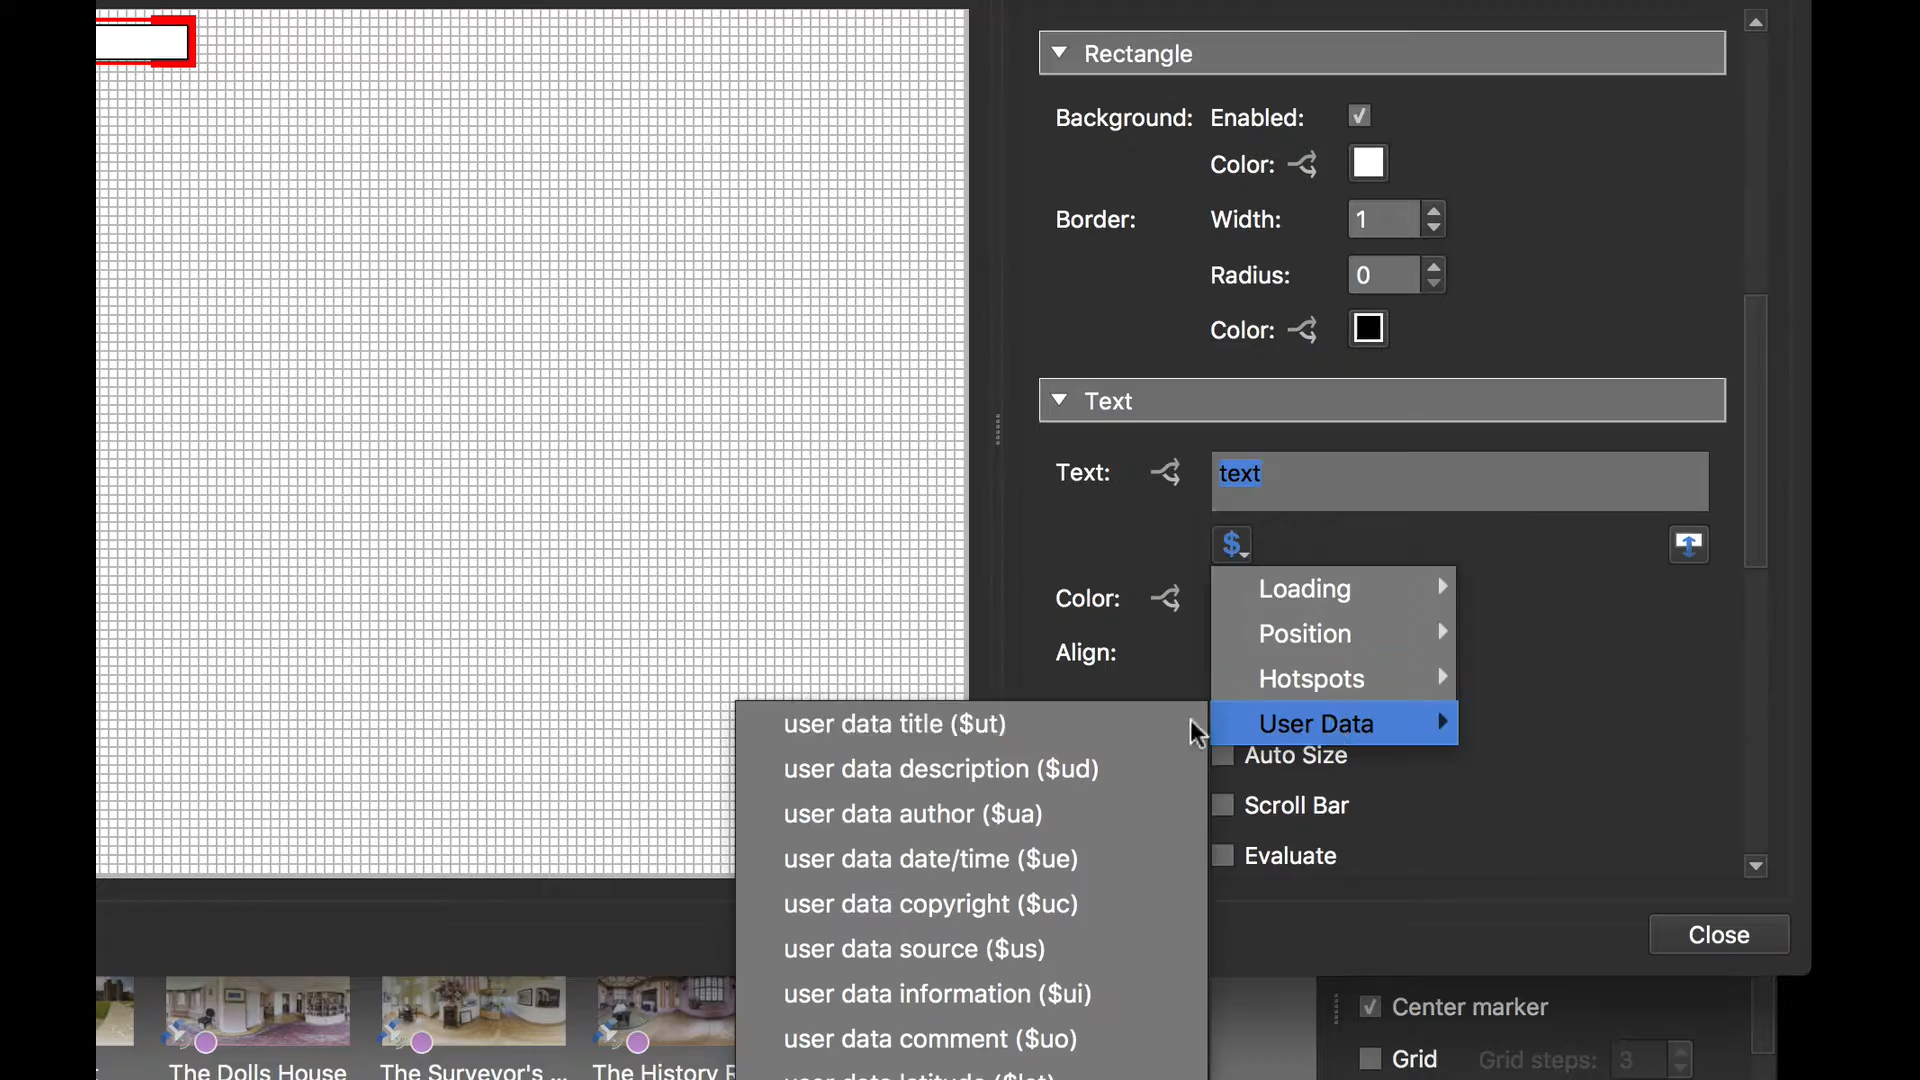 Rectangle
Background: Enabled:
Color:
Border: Width: 1
Radius: 0
Color:
Text
Text: text
$
Loading
Color:
Position
Align:
Hotspots
User Data
user data title ($ut)
Auto Size
user data description ($ud)
Scroll Bar
user data author ($ua)
Evaluate
user data date/time ($ue)
user data copyright ($uc)
Close
user data source ($us)
user data information ($ui)
Center marker
user data comment ($uo)
Grid Grid steps: 3
The Dolls House The Surveyor's ... The History